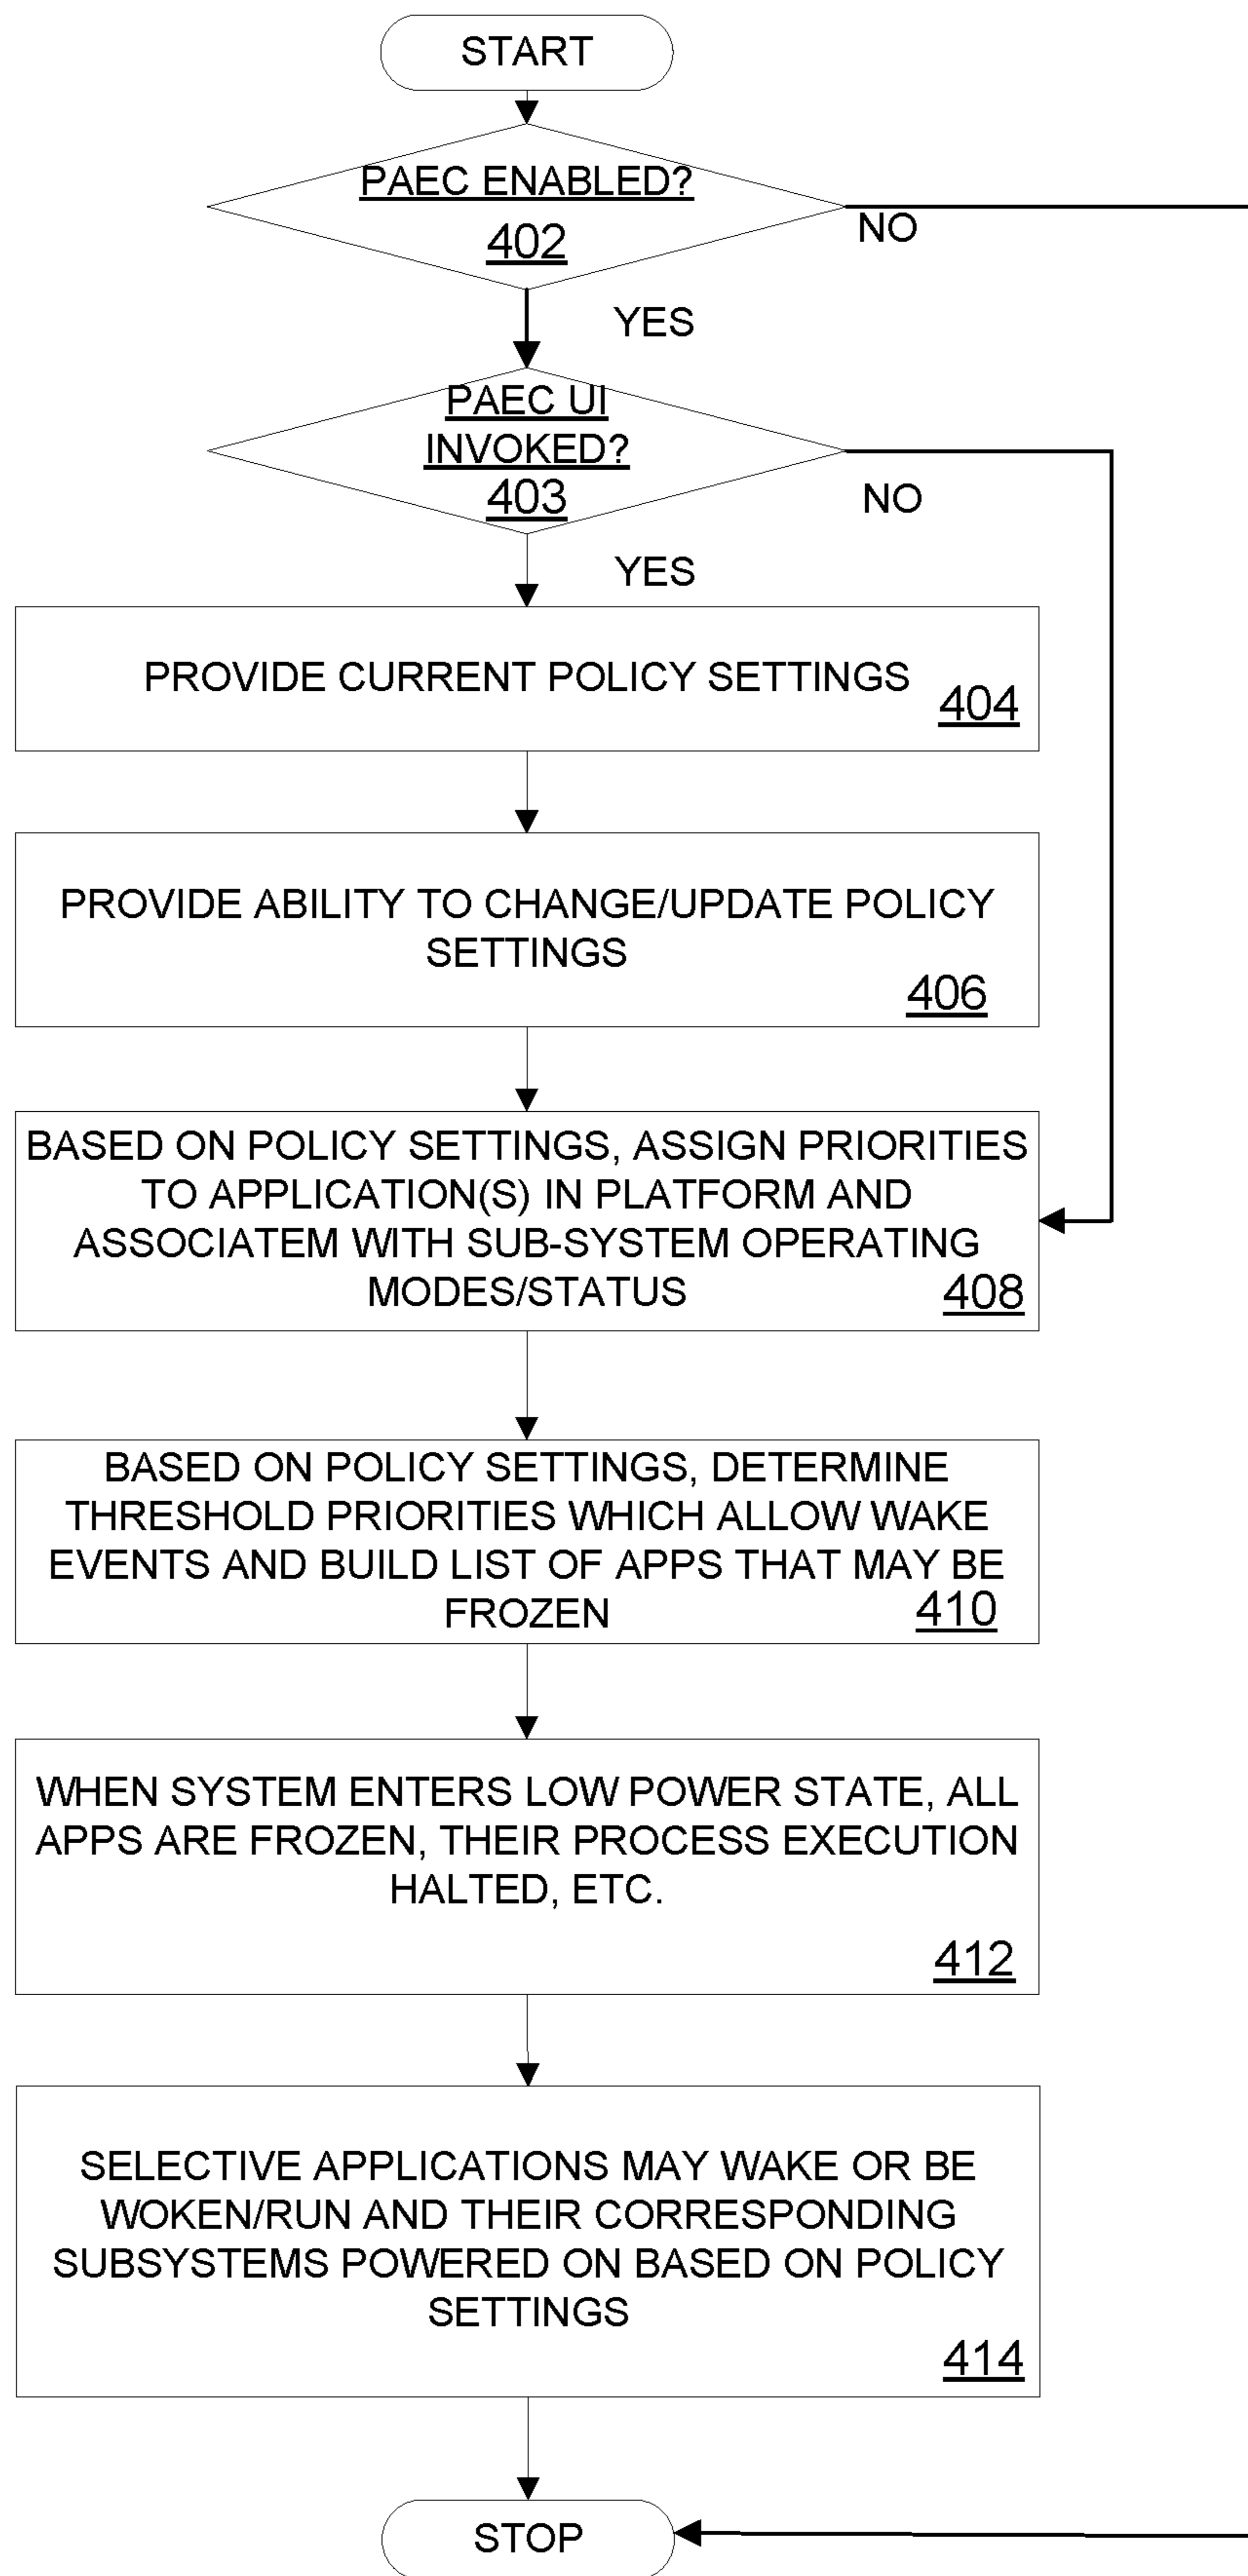 START
PAEC ENABLED?
402
NO
YES
PAEC UI
INVOKED?
403
NO
YES
PROVIDE CURRENT POLICY SETTINGS
404
PROVIDE ABILITY TO CHANGE/UPDATE POLICY
SETTINGS
406
BASED ON POLICY SETTINGS, ASSIGN PRIORITIES
TO APPLICATION(S) IN PLATFORM AND
ASSOCIATEM WITH SUB-SYSTEM OPERATING
MODES/STATUS
408
BASED ON POLICY SETTINGS, DETERMINE
THRESHOLD PRIORITIES WHICH ALLOW WAKE
EVENTS AND BUILD LIST OF APPS THAT MAY BE
FROZEN
410
WHEN SYSTEM ENTERS LOW POWER STATE, ALL
APPS ARE FROZEN, THEIR PROCESS EXECUTION
HALTED, ETC.
412
SELECTIVE APPLICATIONS MAY WAKE OR BE
WOKEN/RUN AND THEIR CORRESPONDING
SUBSYSTEMS POWERED ON BASED ON POLICY
SETTINGS
414
STOP